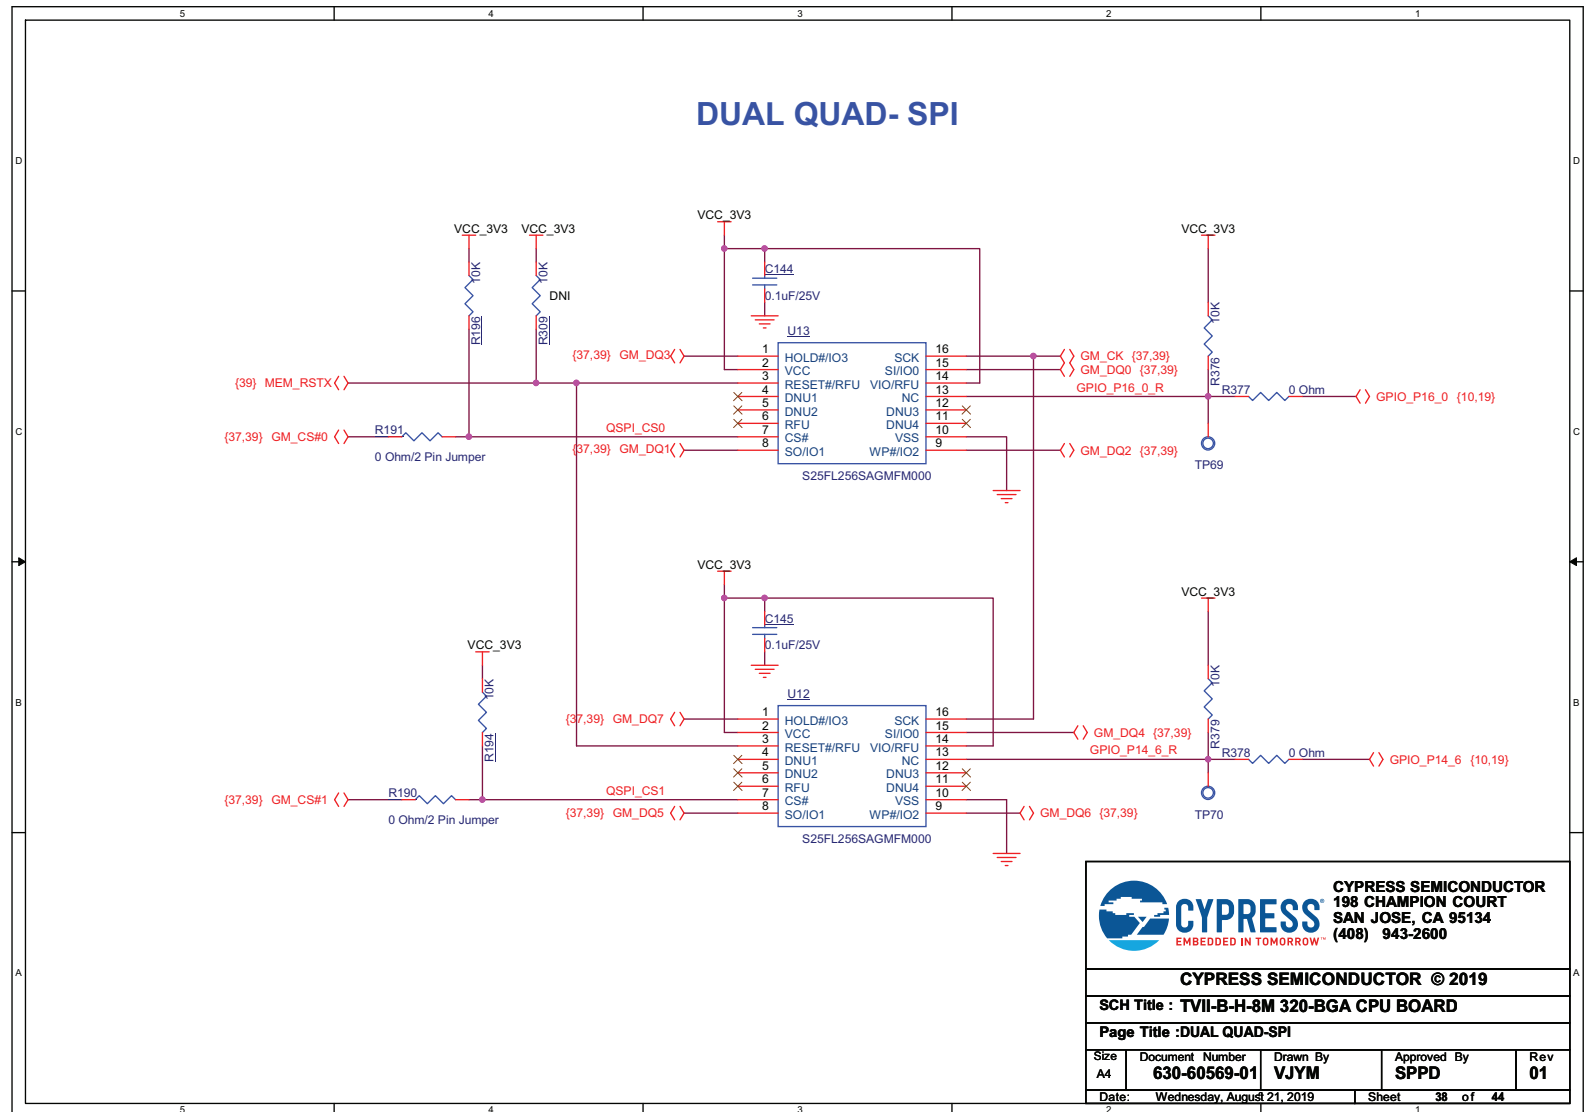 5 4 3 2 1
DUAL QUAD- SPI
D D
VCC_3V3
VCC_3V3 VCC_3V3 VCC_3V3
10K 10K C144 10K
DNI 0.1uF/25V
R196 R309 U13 R376
{37,39} GM_DQ3 1 HOLD#/IO3 SCK 16 GM_CK {37,39}
2 VCC SI/IO0 15 GM_DQ0 {37,39}
{39} MEM_RSTX 3 RESET#/RFU VIO/RFU 14 GPIO_P16_0_R
4 DNU1 NC 13 R377 0 Ohm GPIO_P16_0 {10,19}
5 DNU2 DNU3 12
6 RFU DNU4 11
C C
{37,39} GM_CS#0 R191 QSPI_CS0 7 CS# VSS 10
{37,39} GM_DQ1 8 SO/IO1 WP#/IO2 9 GM_DQ2 {37,39}
0 Ohm/2 Pin Jumper
S25FL256SAGMFM000
TP69
VCC_3V3
VCC_3V3
C145
0.1uF/25V
VCC_3V3
10K 10K
R194 R379
B B
U12
{37,39} GM_DQ7 1 HOLD#/IO3 SCK 16
2 VCC SI/IO0 15 GM_DQ4 {37,39}
3 RESET#/RFU VIO/RFU 14 GPIO_P14_6_R
4 DNU1 NC 13 R378 0 Ohm GPIO_P14_6 {10,19}
5 DNU2 DNU3 12
6 RFU DNU4 11
{37,39} GM_CS#1 R190 QSPI_CS1 7 CS# VSS 10
{37,39} GM_DQ5 8 SO/IO1 WP#/IO2 9 GM_DQ6 {37,39}
0 Ohm/2 Pin Jumper
S25FL256SAGMFM000
TP70
A A
CYPRESS
EMBEDDED IN TOMORROW™
CYPRESS SEMICONDUCTOR
198 CHAMPION COURT
SAN JOSE, CA 95134
(408) 943-2600
CYPRESS SEMICONDUCTOR © 2019
SCH Title : TVII-B-H-8M 320-BGA CPU BOARD
Page Title :DUAL QUAD-SPI
Size Document Number Drawn By Approved By Rev
A4 630-60569-01 VJYM SPPD 01
Date: Wednesday, August 21, 2019 Sheet 38 of 44
5 4 3 2 1